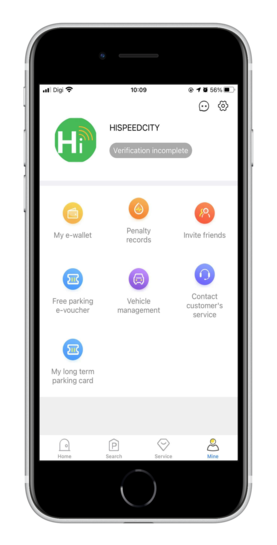 Digi 10:09 56%
Hi
HISPEEDCITY
Verification incomplete
My e-wallet
Penalty
records
Invite friends
Free parking
e-voucher
Vehicle
management
Contact
customer's
service
My long term
parking card
Home Search Service Mine